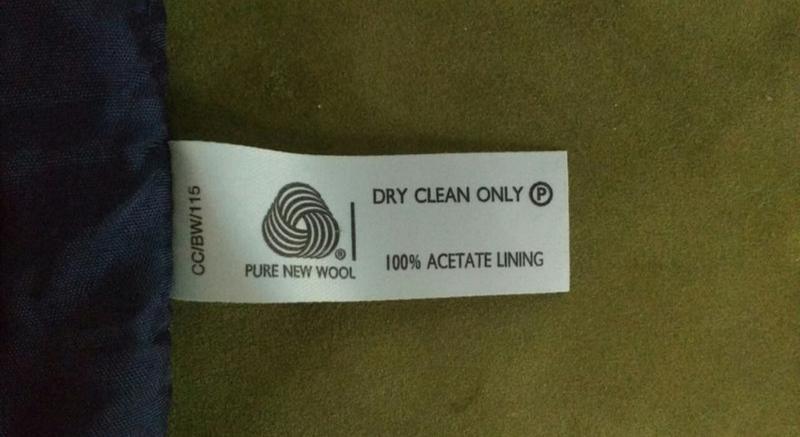 CC/BW/115
®
PURE NEW WOOL
DRY CLEAN ONLY Ⓟ
100% ACETATE LINING